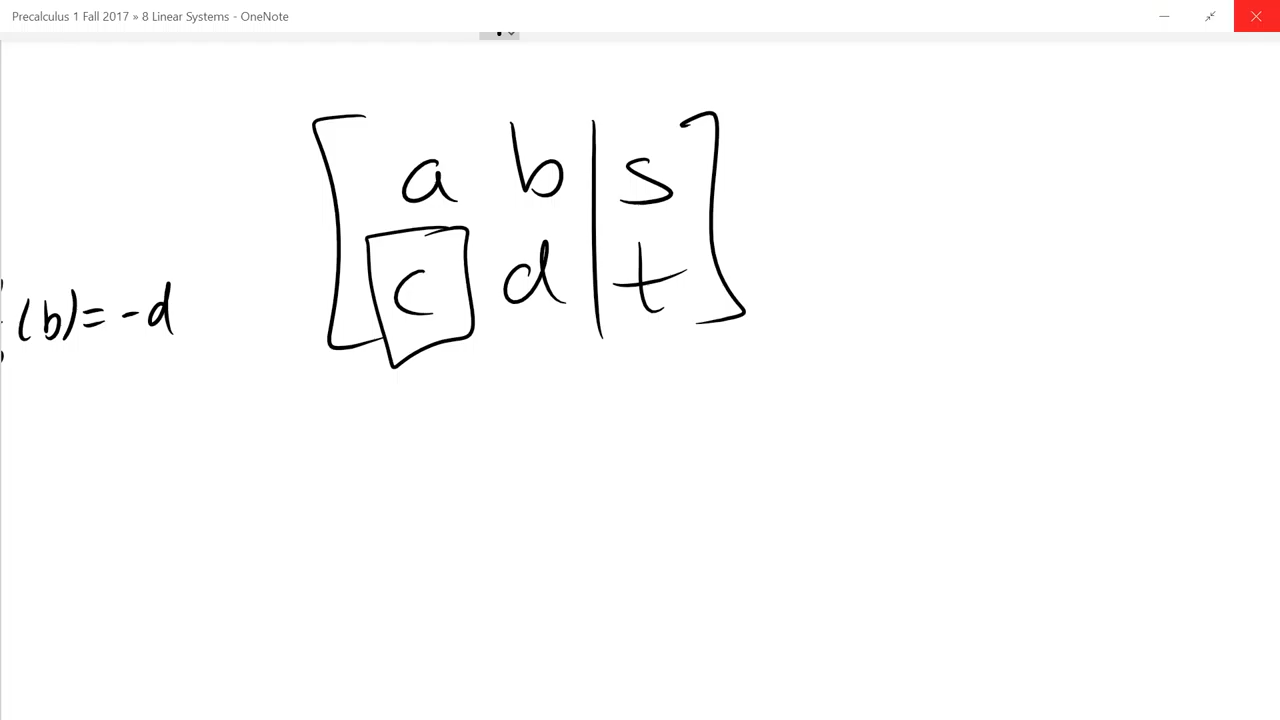 Precalculus 1 Fall 2017 » 8 Linear Systems - OneNote
a b | s
c d | t
(b) = -d